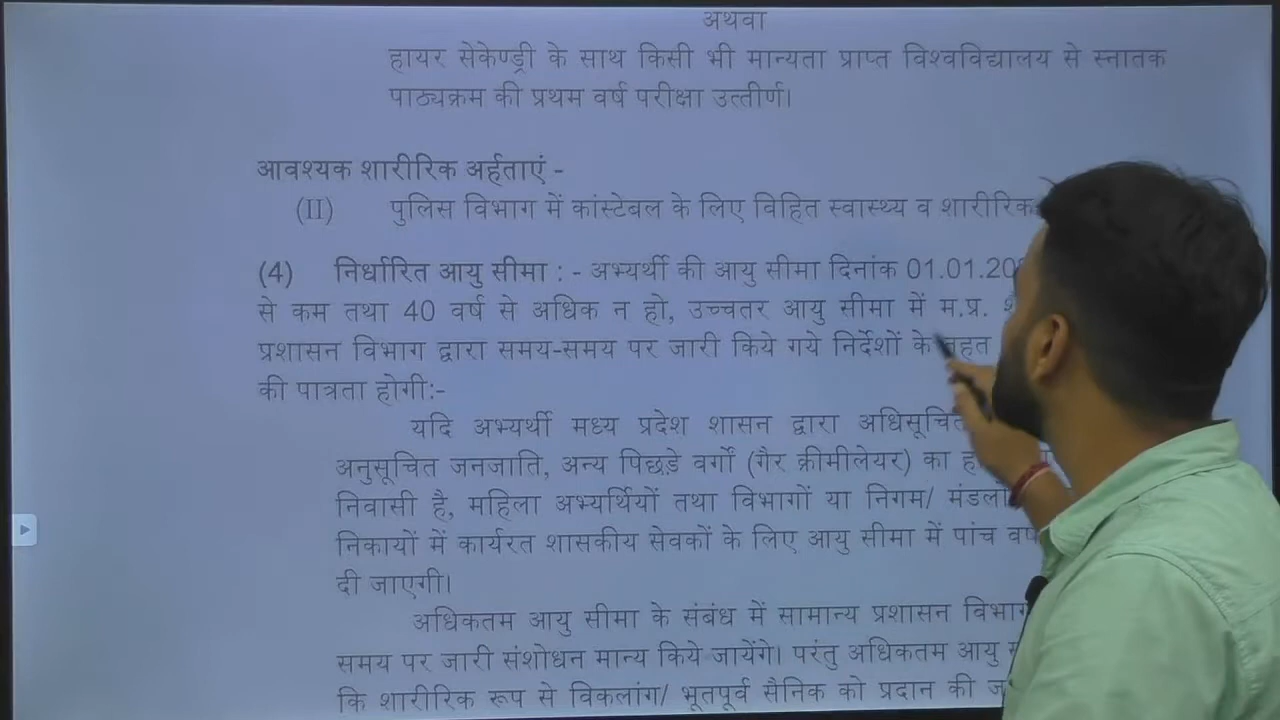 अथवा
हायर सेकेण्ड्री के साथ किसी भी मान्यता प्राप्त विश्वविद्यालय से स्नातक
पाठ्यक्रम की प्रथम वर्ष परीक्षा उत्तीर्ण।
आवश्यक शारीरिक अर्हताएं -
(II) पुलिस विभाग में कांस्टेबल के लिए विहित स्वास्थ्य व शारीरिक
(4) निर्धारित आयु सीमा : - अभ्यर्थी की आयु सीमा दिनांक 01.01.20
से कम तथा 40 वर्ष से अधिक न हो, उच्चतर आयु सीमा में म.प्र.
प्रशासन विभाग द्वारा समय-समय पर जारी किये गये निर्देशों के तहत
की पात्रता होगी:-
यदि अभ्यर्थी मध्य प्रदेश शासन द्वारा अधिसूचित
अनुसूचित जनजाति, अन्य पिछड़े वर्गों (गैर क्रीमीलेयर) का
निवासी है, महिला अभ्यर्थियों तथा विभागों या निगम/
निकायों में कार्यरत शासकीय सेवकों के लिए आयु सीमा में पांच
दी जाएगी।
अधिकतम आयु सीमा के संबंध में सामान्य प्रशासन विभाग
समय पर जारी संशोधन मान्य किये जायेंगे। परंतु अधिकतम आयु
कि शारीरिक रूप से विकलांग/ भूतपूर्व सैनिक को प्रदान की